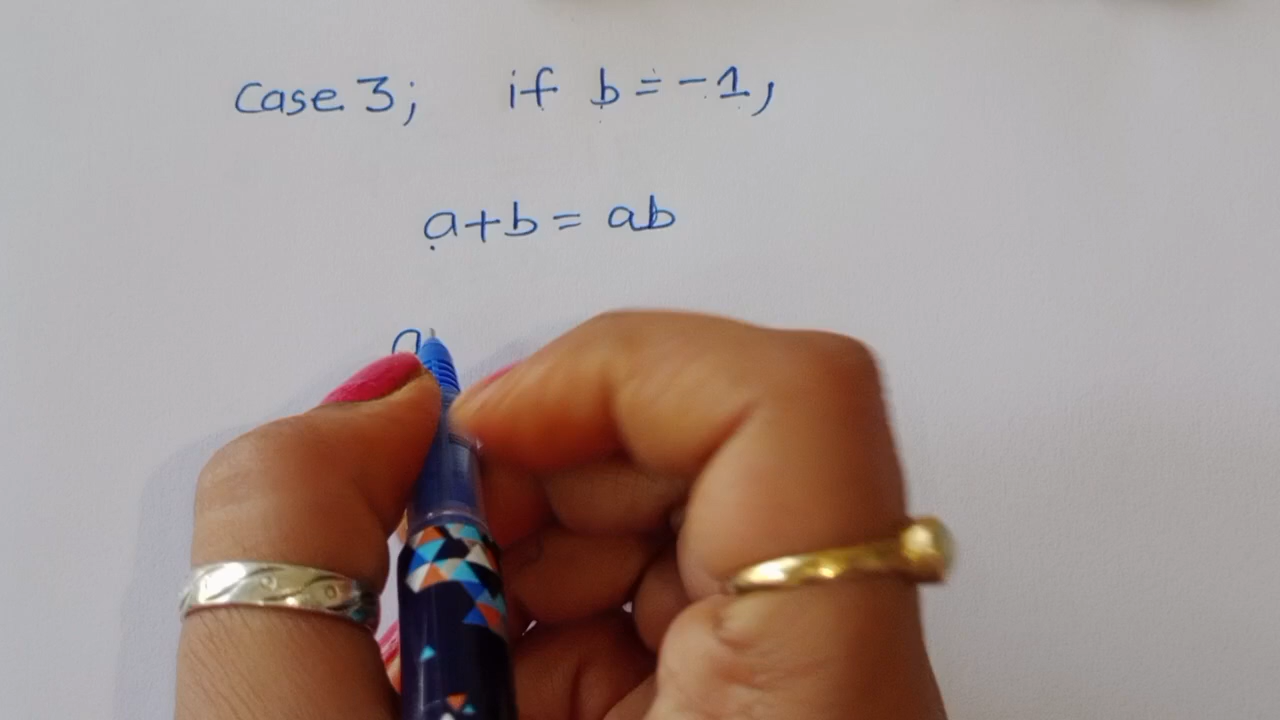 Case 3; if b = -1,
a+b = ab
a